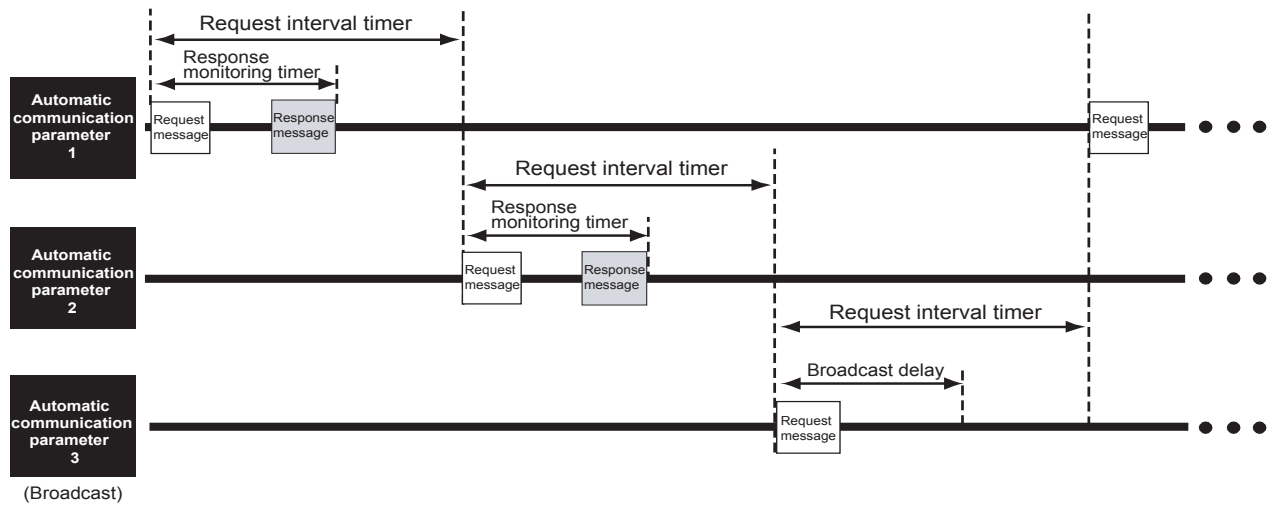 Request interval timer
Response
monitoring timer
Automatic
communication
parameter
1
Request
message
Response
message
Request
message
Request interval timer
Response
monitoring timer
Automatic
communication
parameter
2
Request
message
Response
message
Request interval timer
Broadcast delay
Automatic
communication
parameter
3
Request
message
(Broadcast)